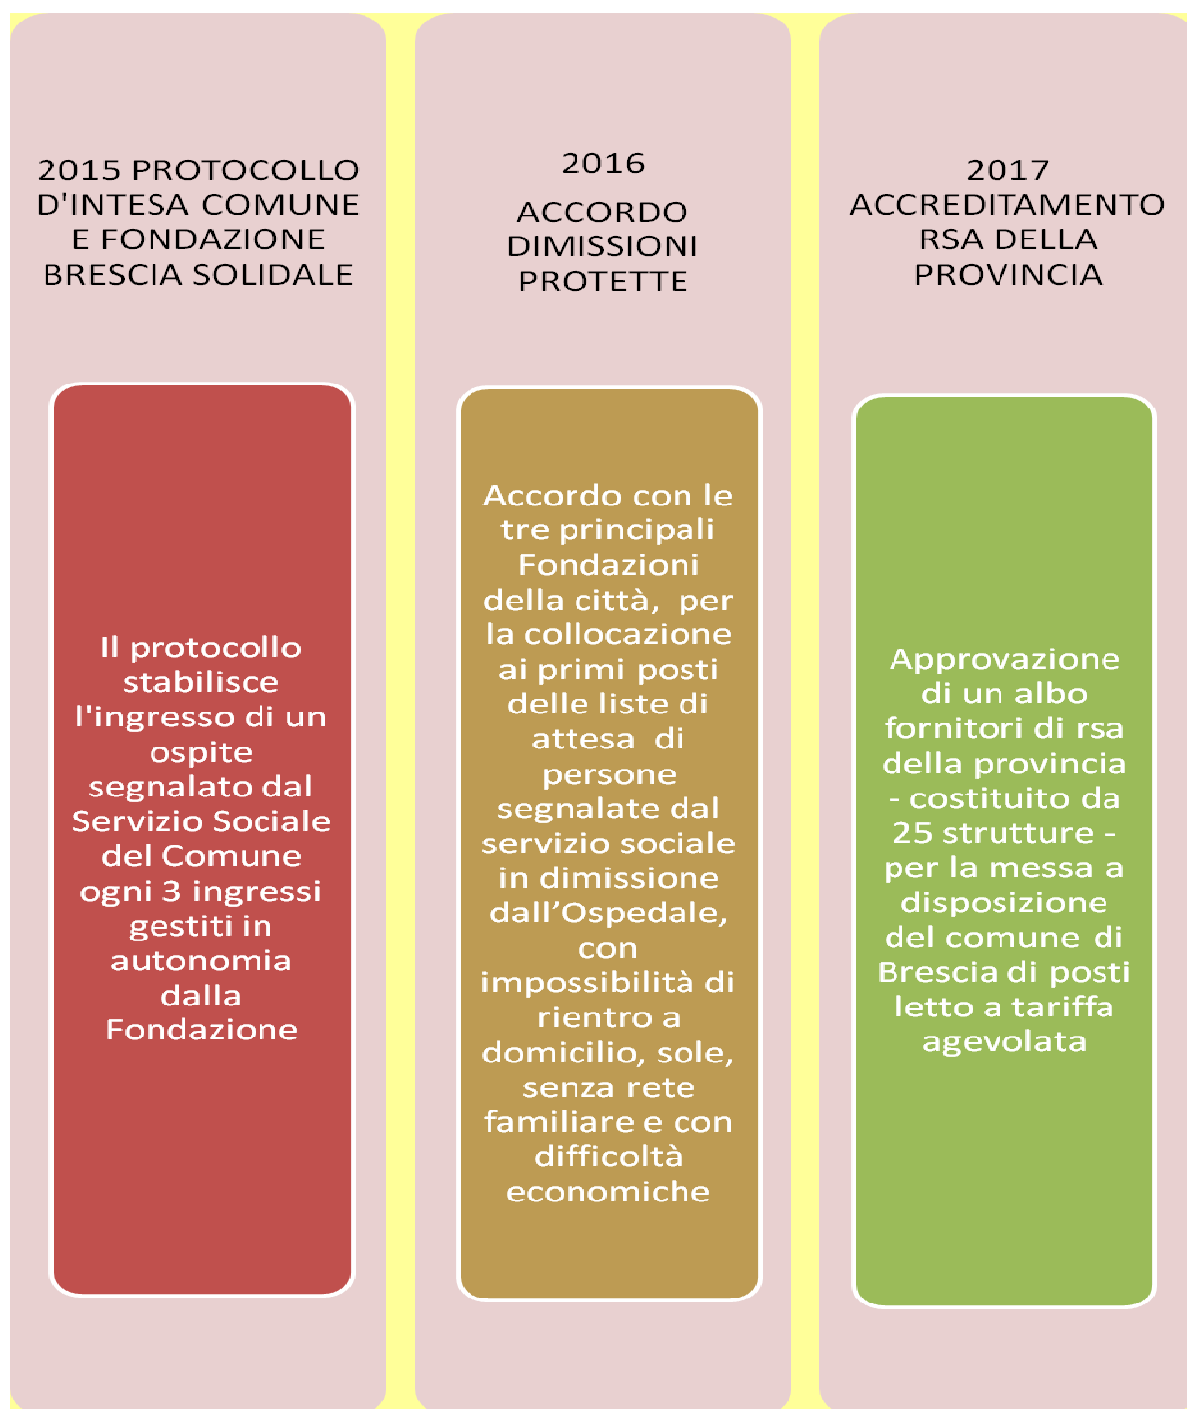 2015 PROTOCOLLO
D'INTESA COMUNE
E FONDAZIONE
BRESCIA SOLIDALE
Il protocollo
stabilisce
l'ingresso di un
ospite
segnalato dal
Servizio Sociale
del Comune
ogni 3 ingressi
gestiti in
autonomia
dalla
Fondazione
2016
ACCORDO
DIMISSIONI
PROTETTE
Accordo con le
tre principali
Fondazioni
della città, per
la collocazione
ai primi posti
delle liste di
attesa di
persone
segnalate dal
servizio sociale
in dimissione
dall’Ospedale,
con
impossibilità di
rientro a
domicilio, sole,
senza rete
familiare e con
difficoltà
economiche
2017
ACCREDITAMENTO
RSA DELLA
PROVINCIA
Approvazione
di un albo
fornitori di rsa
della provincia
- costituito da
25 strutture -
per la messa a
disposizione
del comune di
Brescia di posti
letto a tariffa
agevolata